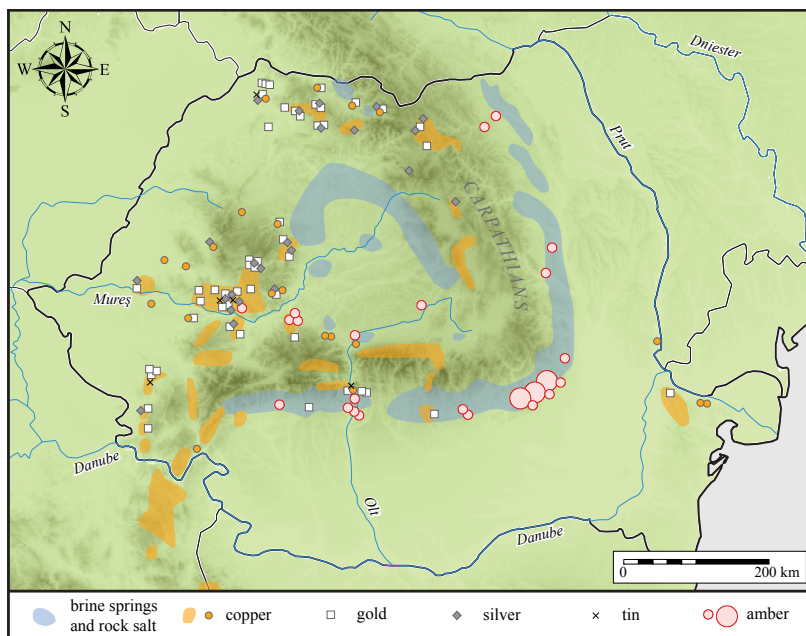 N
W E
S
Dniester
Prut
CARPATHIANS
Mureş
Danube
Olt
Danube
0 200 km
brine springs
and rock salt
copper
gold
silver
tin
amber